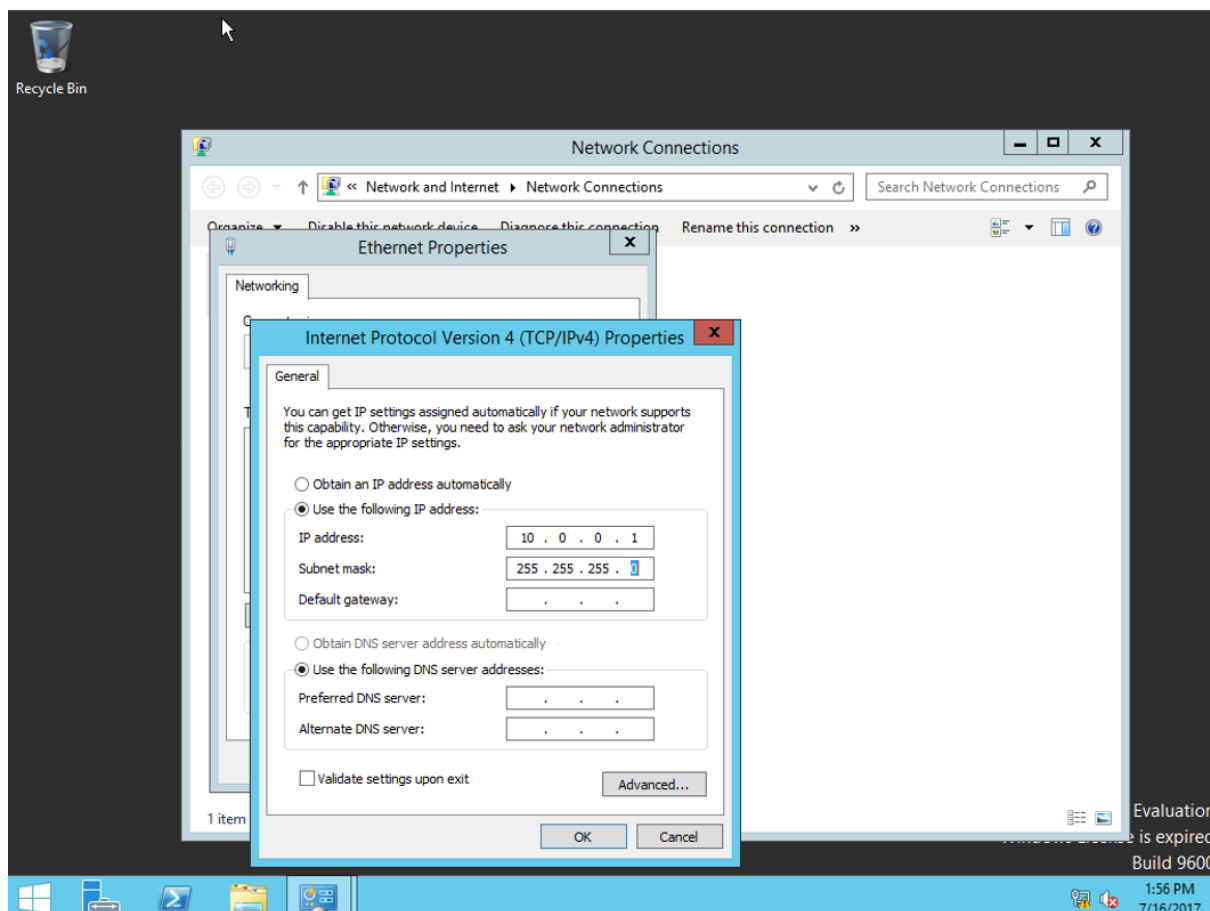 Recycle Bin
Network Connections
« Network and Internet ▸ Network Connections
Search Network Connections
Organize Disable this network device Diagnose this connection Rename this connection »
Ethernet Properties
Networking
Internet Protocol Version 4 (TCP/IPv4) Properties
General
You can get IP settings assigned automatically if your network supports
this capability. Otherwise, you need to ask your network administrator
for the appropriate IP settings.
Obtain an IP address automatically
Use the following IP address:
IP address: 10 . 0 . 0 . 1
Subnet mask: 255 . 255 . 255 . 0
Default gateway: . . .
Obtain DNS server address automatically
Use the following DNS server addresses:
Preferred DNS server: . . .
Alternate DNS server: . . .
Validate settings upon exit
Advanced...
1 item
OK Cancel
Evaluation
is expired
Build 9600
1:56 PM
7/16/2017